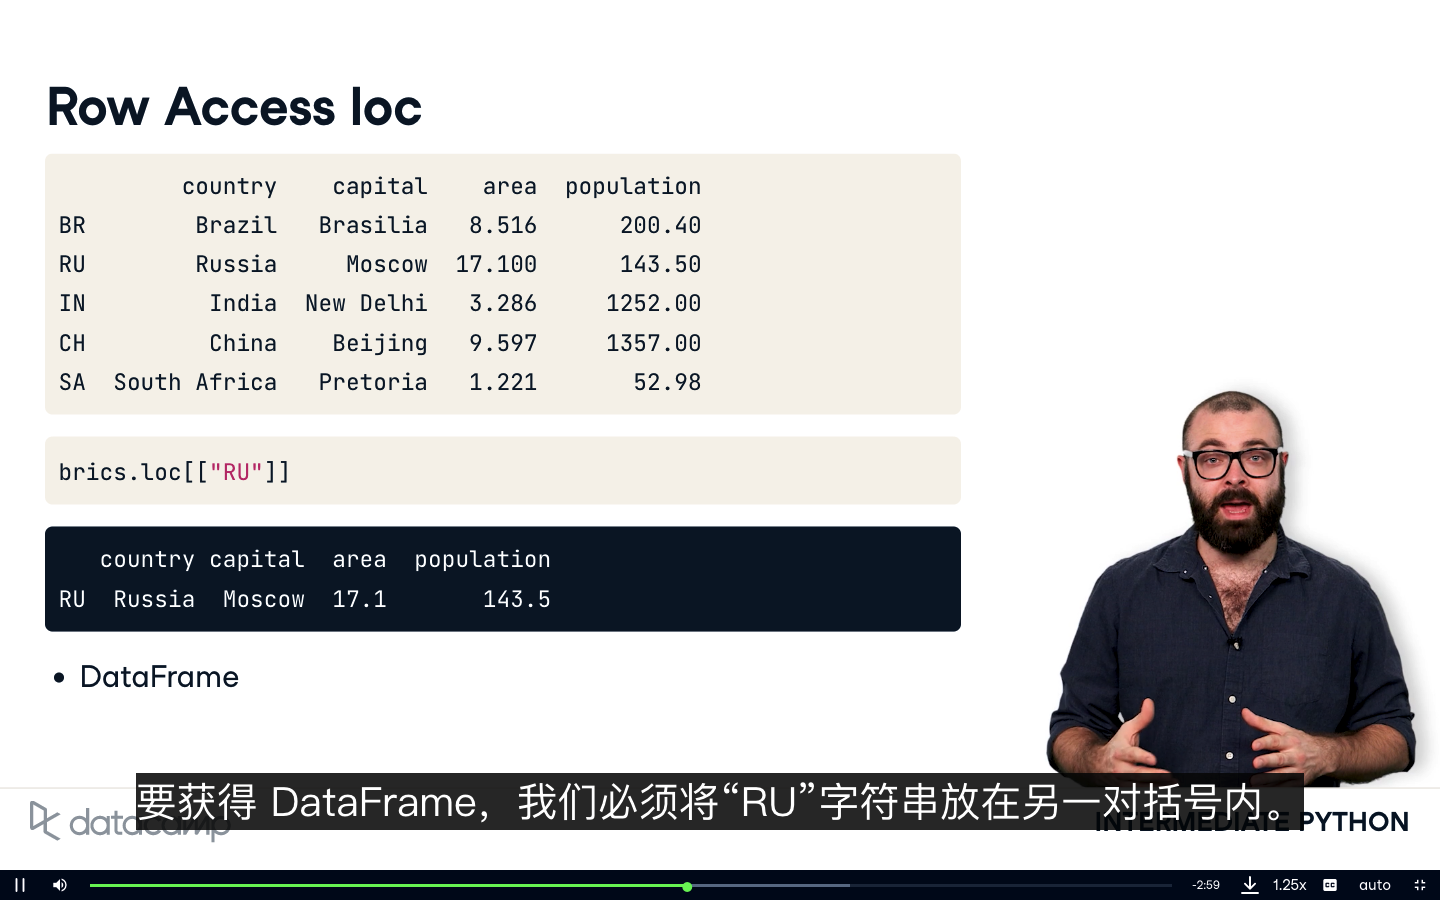 Row Access loc
country capital area population
BR Brazil Brasilia 8.516 200.40
RU Russia Moscow 17.100 143.50
IN India New Delhi 3.286 1252.00
CH China Beijing 9.597 1357.00
SA South Africa Pretoria 1.221 52.98
brics.loc[["RU"]]
country capital area population
RU Russia Moscow 17.1 143.5
• DataFrame
要获得 DataFrame，我们必须将“RU”字符串放在另一对括号内。
datacamp
INTERMEDIATE PYTHON
-2:59
1.25x
CC
auto